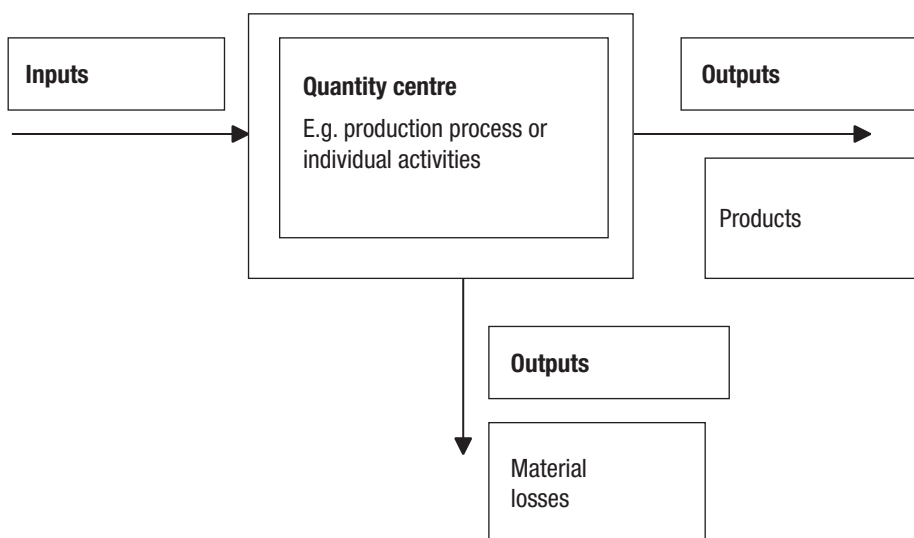 Inputs
Quantity centre
E.g. production process or
individual activities
Outputs
Products
Outputs
Material
losses